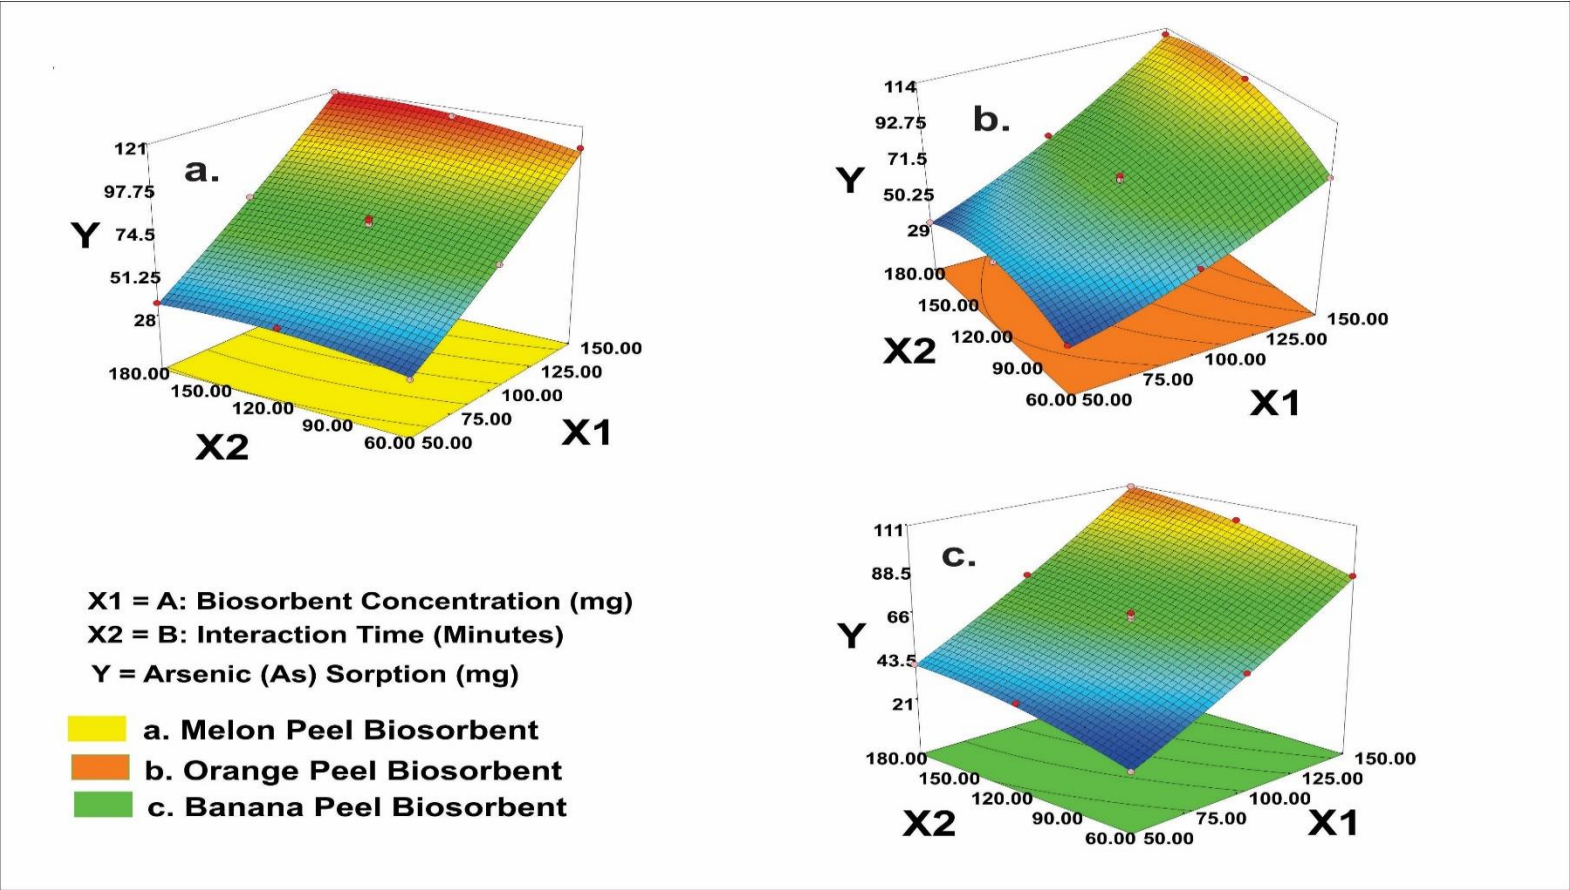 a.
121
97.75
74.5
51.25
28
Y
180.00
150.00
120.00
90.00
60.00
X2
50.00
75.00
100.00
125.00
150.00
X1
b.
114
92.75
71.5
50.25
29
Y
180.00
150.00
120.00
90.00
60.00
X2
50.00
75.00
100.00
125.00
150.00
X1
c.
111
88.5
66
43.5
21
Y
180.00
150.00
120.00
90.00
60.00
X2
50.00
75.00
100.00
125.00
150.00
X1
X1 = A: Biosorbent Concentration (mg)
X2 = B: Interaction Time (Minutes)
Y = Arsenic (As) Sorption (mg)
a. Melon Peel Biosorbent
b. Orange Peel Biosorbent
c. Banana Peel Biosorbent